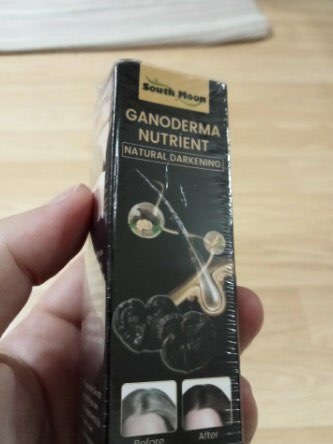 South Moon
GANODERMA
NUTRIENT
NATURAL DARKENING
Before After